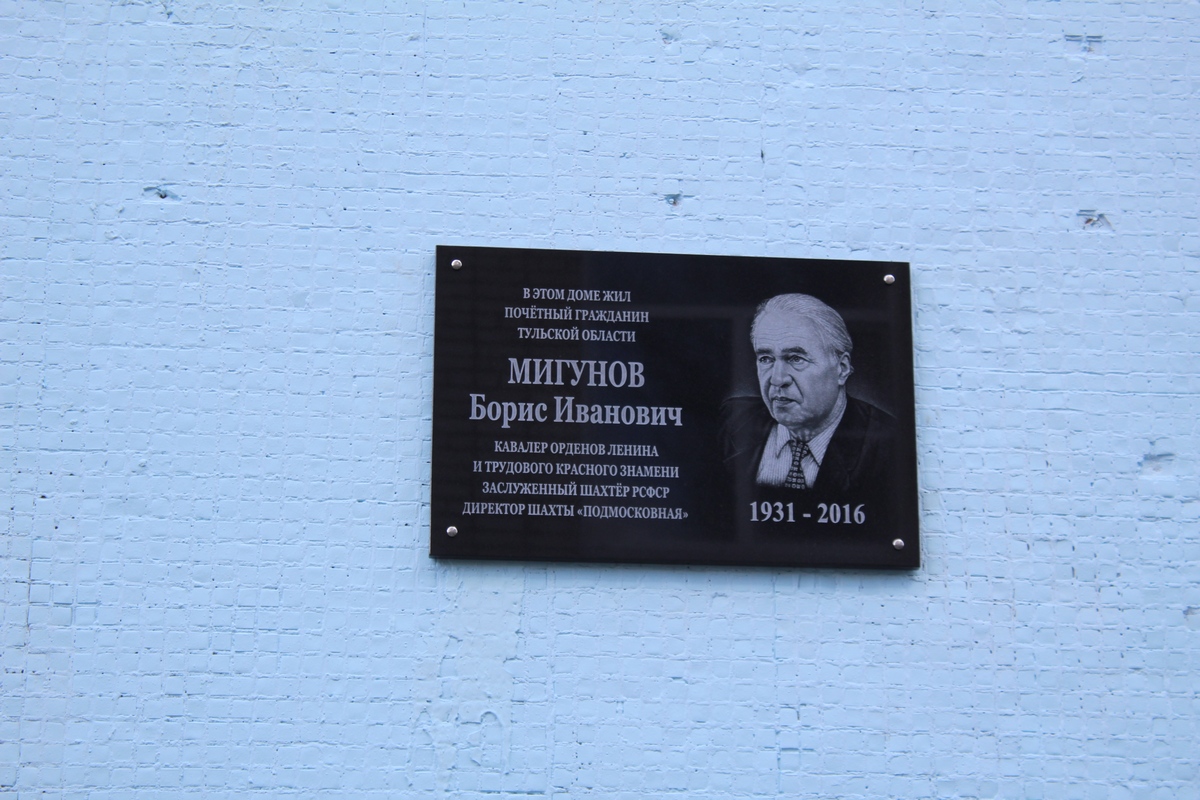 В ЭТОМ ДОМЕ ЖИЛ
ПОЧЁТНЫЙ ГРАЖДАНИН
ТУЛЬСКОЙ ОБЛАСТИ
МИГУНОВ
Борис Иванович
КАВАЛЕР ОРДЕНОВ ЛЕНИНА
И ТРУДОВОГО КРАСНОГО ЗНАМЕНИ
ЗАСЛУЖЕННЫЙ ШАХТЁР РСФСР
ДИРЕКТОР ШАХТЫ «ПОДМОСКОВНАЯ»
1931 - 2016